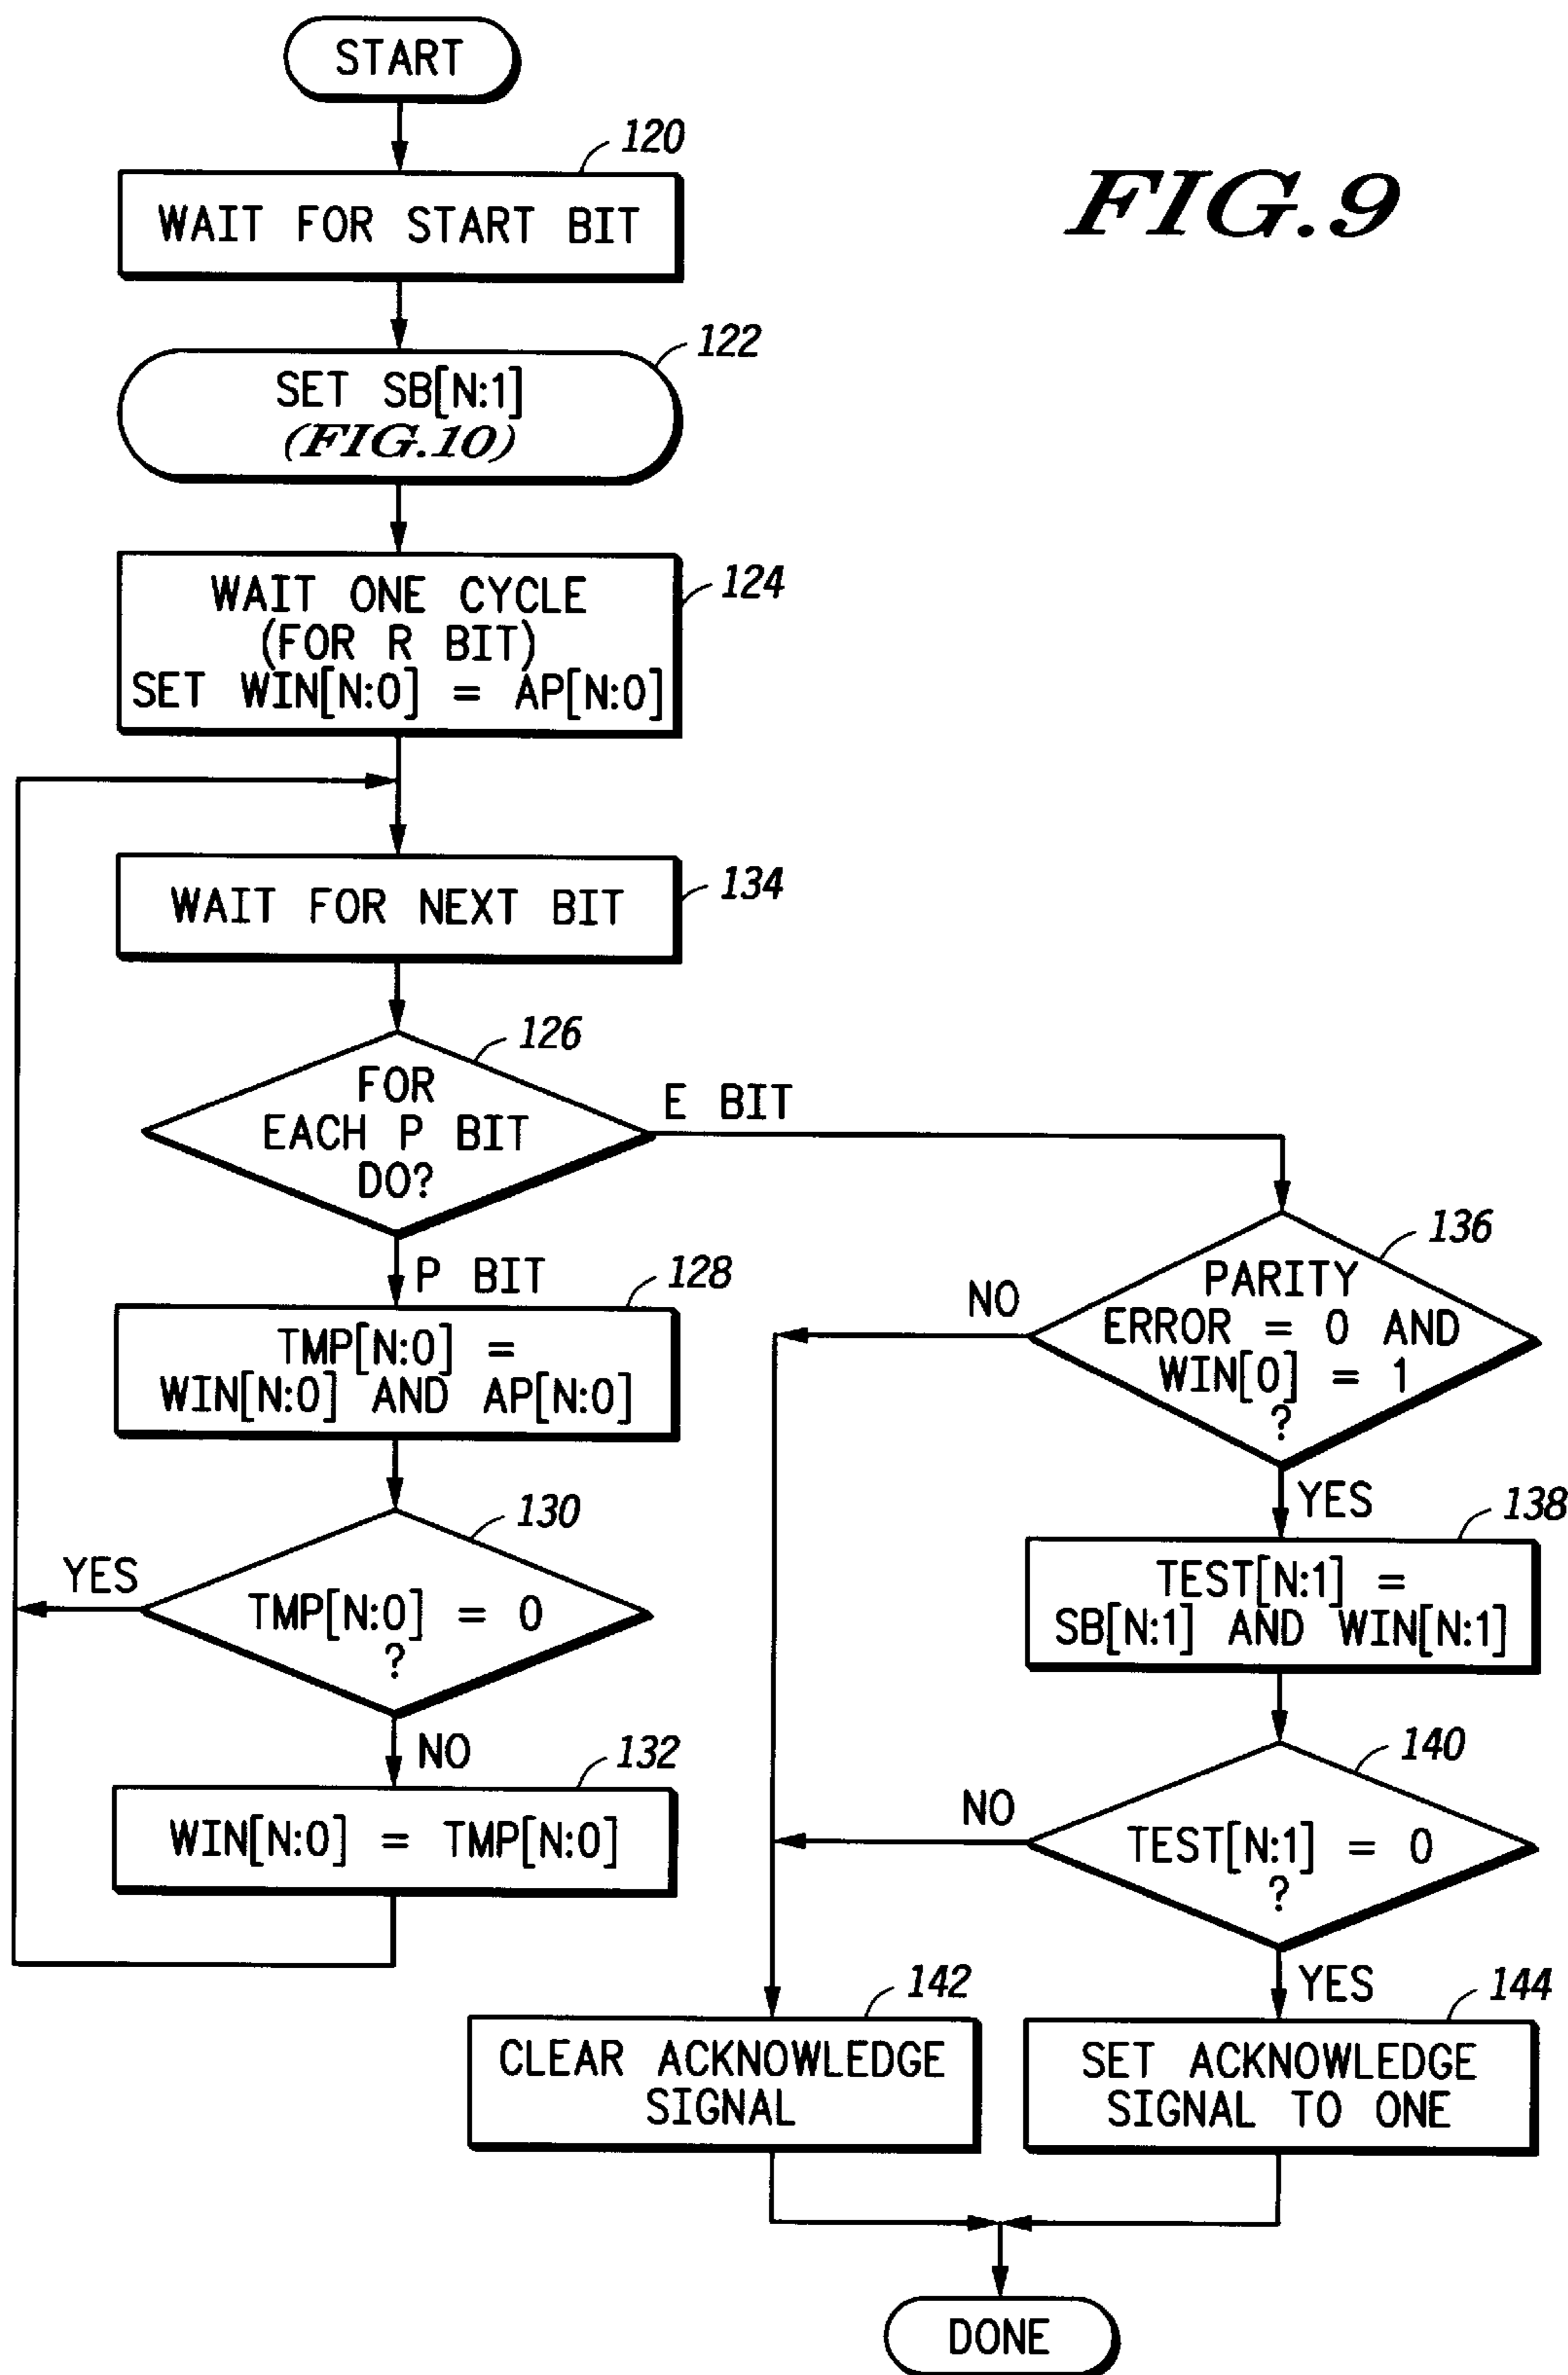 START
FIG.9
120
WAIT FOR START BIT
122
SET SB[N:1]
(FIG.10)
124
WAIT ONE CYCLE
(FOR R BIT)
SET WIN[N:0] = AP[N:0]
134
WAIT FOR NEXT BIT
126
FOR
EACH P BIT
DO?
E BIT
P BIT
128
TMP[N:0] =
WIN[N:0] AND AP[N:0]
130
YES
TMP[N:0] = 0
?
NO
132
WIN[N:0] = TMP[N:0]
136
NO
PARITY
ERROR = 0 AND
WIN[0] = 1
?
YES
138
TEST[N:1] =
SB[N:1] AND WIN[N:1]
140
NO
TEST[N:1] = 0
?
YES
142
CLEAR ACKNOWLEDGE
SIGNAL
144
SET ACKNOWLEDGE
SIGNAL TO ONE
DONE